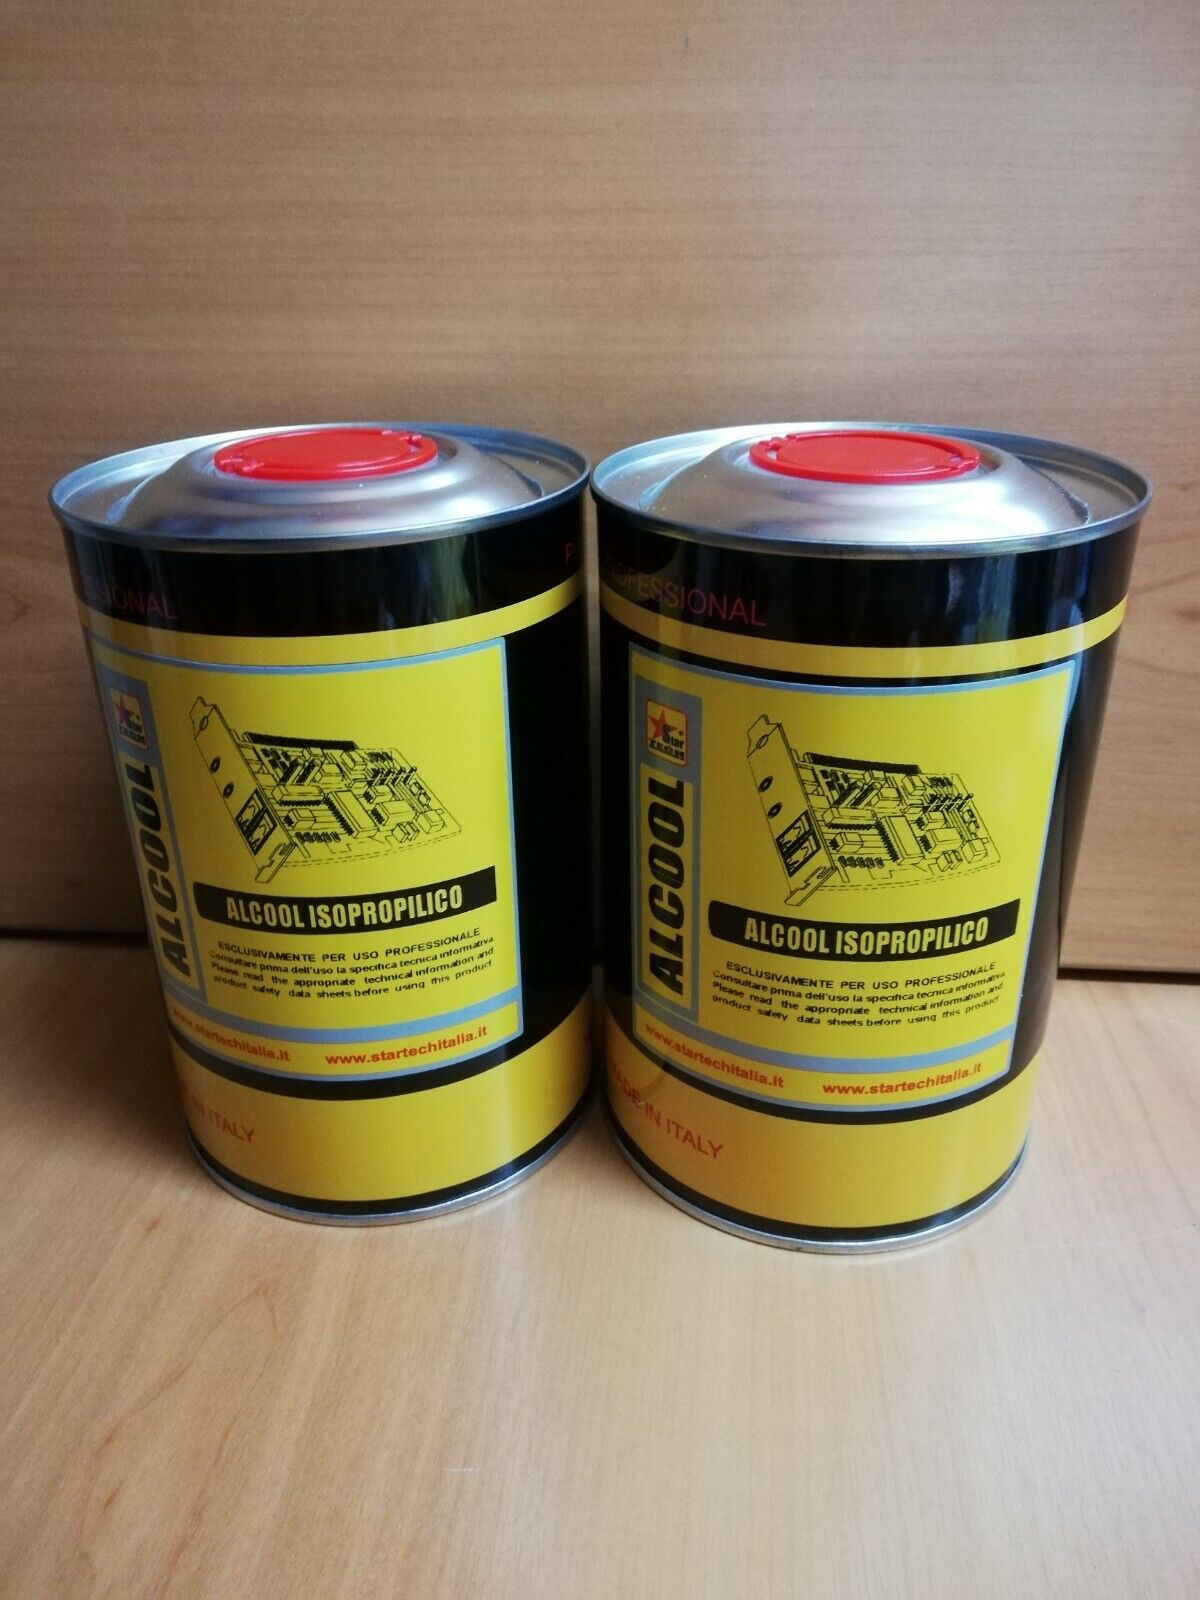 SSIONAL
Star
ALCOOL
ALCOOL ISOPROPILICO
ESCLUSIVAMENTE PER USO PROFESSIONALE
Consultare prima dell'uso la specifica tecnica informativa
Please read the appropriate technical information and
product safety data sheets before using this product
www.startechitalia.it www.startechitalia.it
IN ITALY
PROFESSIONAL
Star
ALCOOL
ALCOOL ISOPROPILICO
ESCLUSIVAMENTE PER USO PROFESSIONALE
Consultare prima dell'uso la specifica tecnica informativa
Please read the appropriate technical information and
product safety data sheets before using this product
www.startechitalia.it www.startechitalia.it
MADE IN ITALY